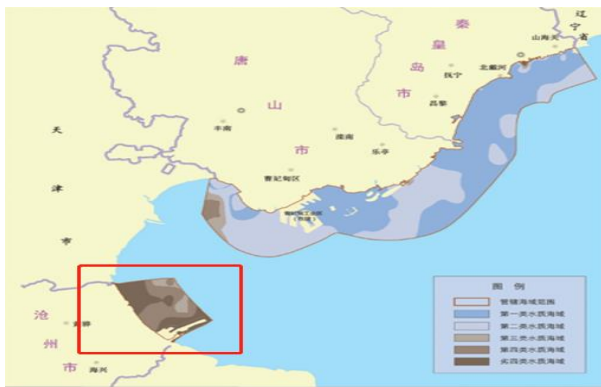 辽宁省
秦皇岛市
山海关
北戴河
抚宁
昌黎
唐山市
丰南
滦南
乐亭
曹妃甸区
天津市
沧州市
黄骅
海兴
图例
管辖海域范围
第一类水质海域
第二类水质海域
第三类水质海域
第四类水质海域
劣四类水质海域